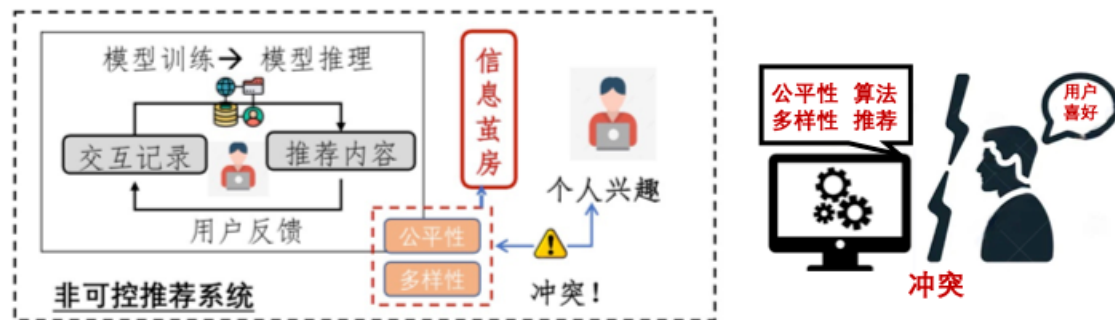 模型训练→ 模型推理
交互记录
推荐内容
用户反馈
信息茧房
个人兴趣
公平性
多样性
冲突！
非可控推荐系统
公平性 算法
多样性 推荐
用户
喜好
冲突